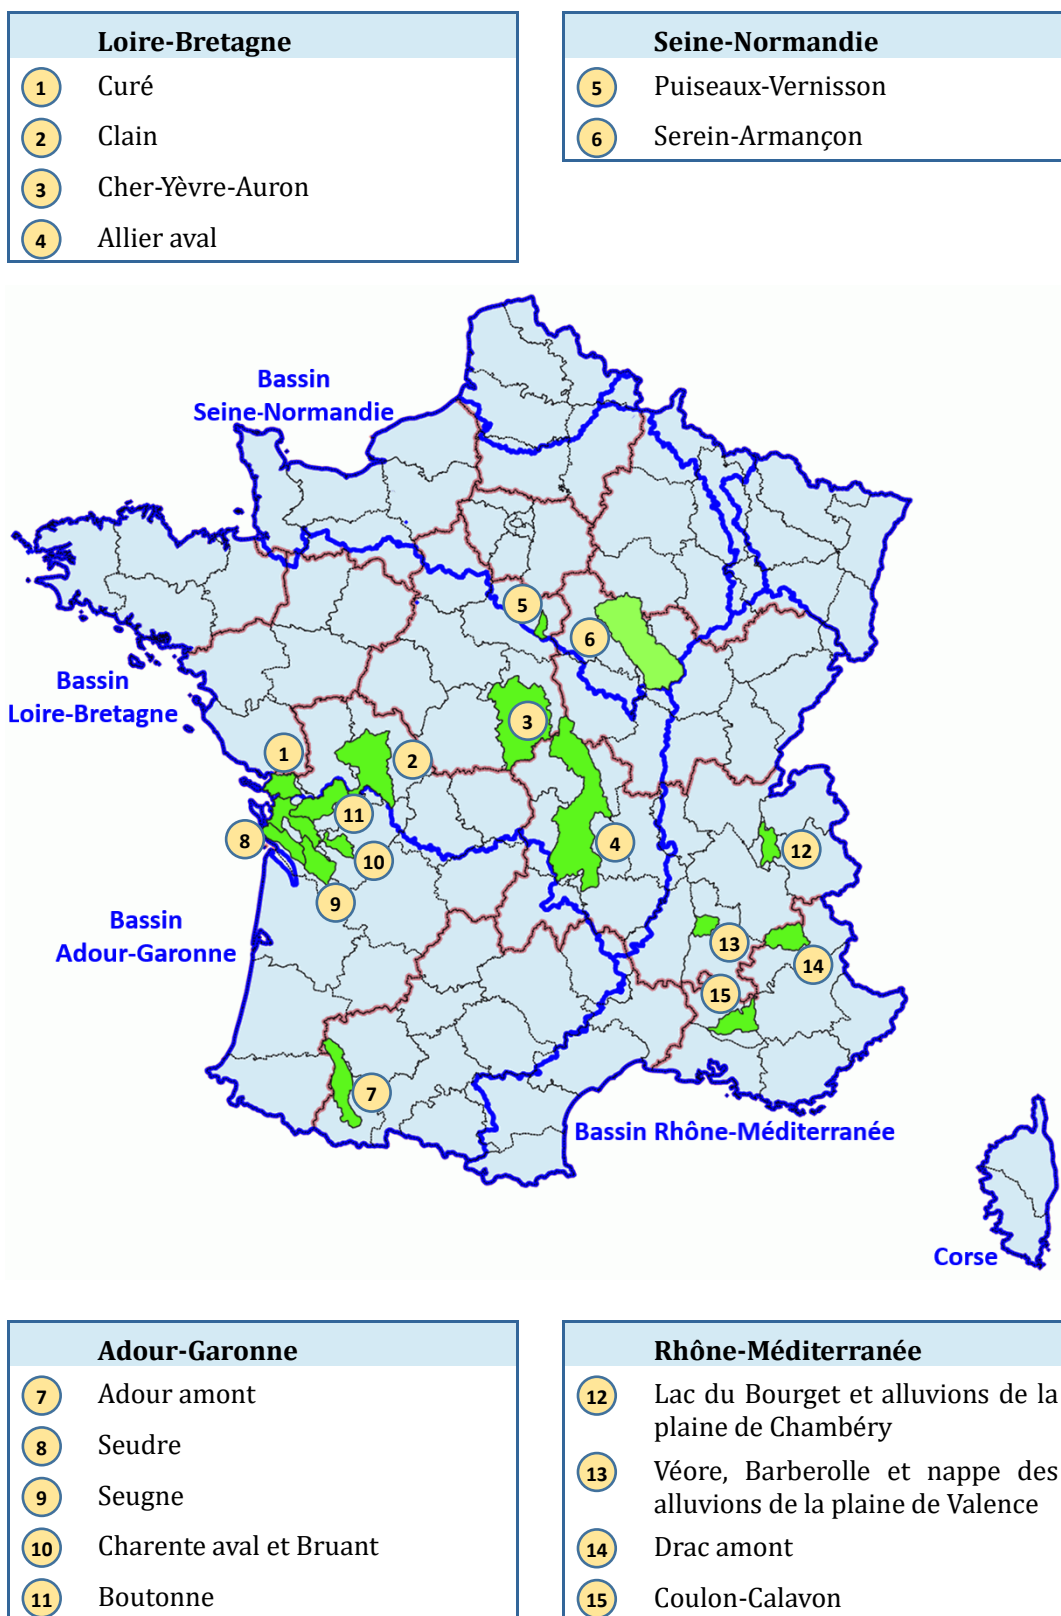 Loire-Bretagne
1 Curé
2 Clain
3 Cher-Yèvre-Auron
4 Allier aval
Seine-Normandie
5 Puiseaux-Vernisson
6 Serein-Armançon
Bassin
Seine-Normandie
5
6
Bassin
Loire-Bretagne
3
1
2
11
8
4
12
10
9
Bassin
Adour-Garonne
13
14
15
7
Bassin Rhône-Méditerranée
Corse
Adour-Garonne
7 Adour amont
8 Seudre
9 Seugne
10 Charente aval et Bruant
11 Boutonne
Rhône-Méditerranée
12 Lac du Bourget et alluvions de la
plaine de Chambéry
13 Véore, Barberolle et nappe des
alluvions de la plaine de Valence
14 Drac amont
15 Coulon-Calavon